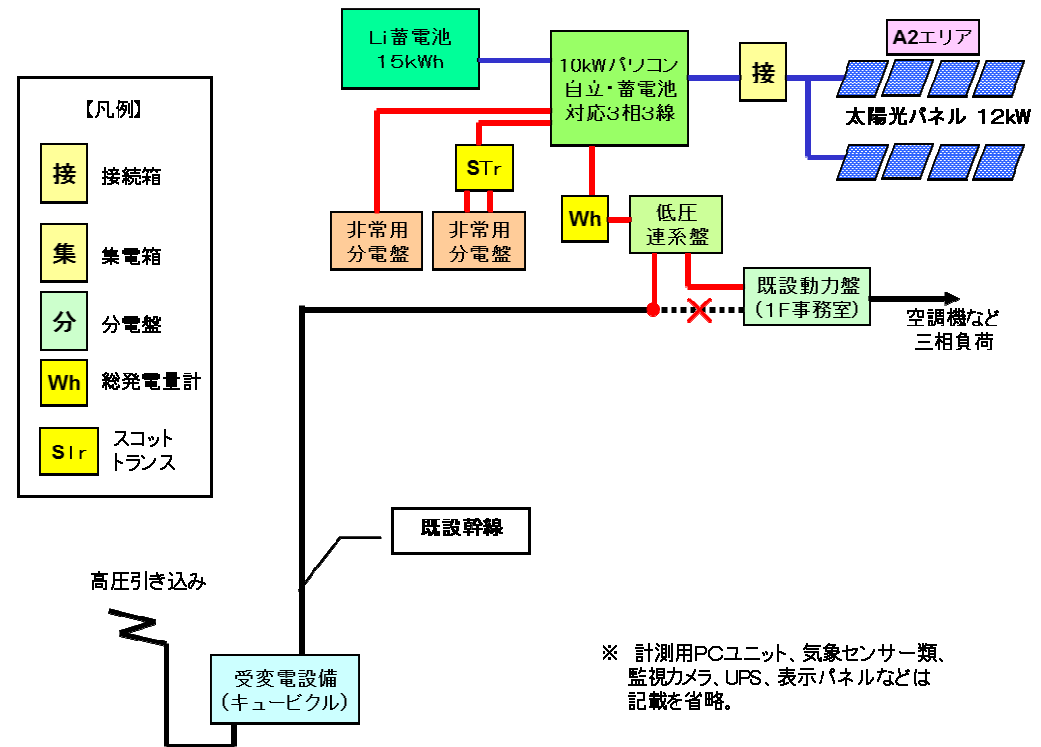 Li蓄電池
15kWh
10kWパソコン
自立・蓄電池
対応3相3線
接
A2エリア
太陽光パネル 12kW
【凡例】
接 接続箱
集 集電箱
分 分電盤
Wh 総発電量計
SIr スコット
トランス
STr
Wh
非常用
分電盤
非常用
分電盤
低圧
連系盤
既設動力盤
(1F事務室)
空調機など
三相負荷
既設幹線
高圧引き込み
受変電設備
(キュービクル)
※ 計測用PCユニット、気象センサー類、
監視カメラ、UPS、表示パネルなどは
記載を省略。